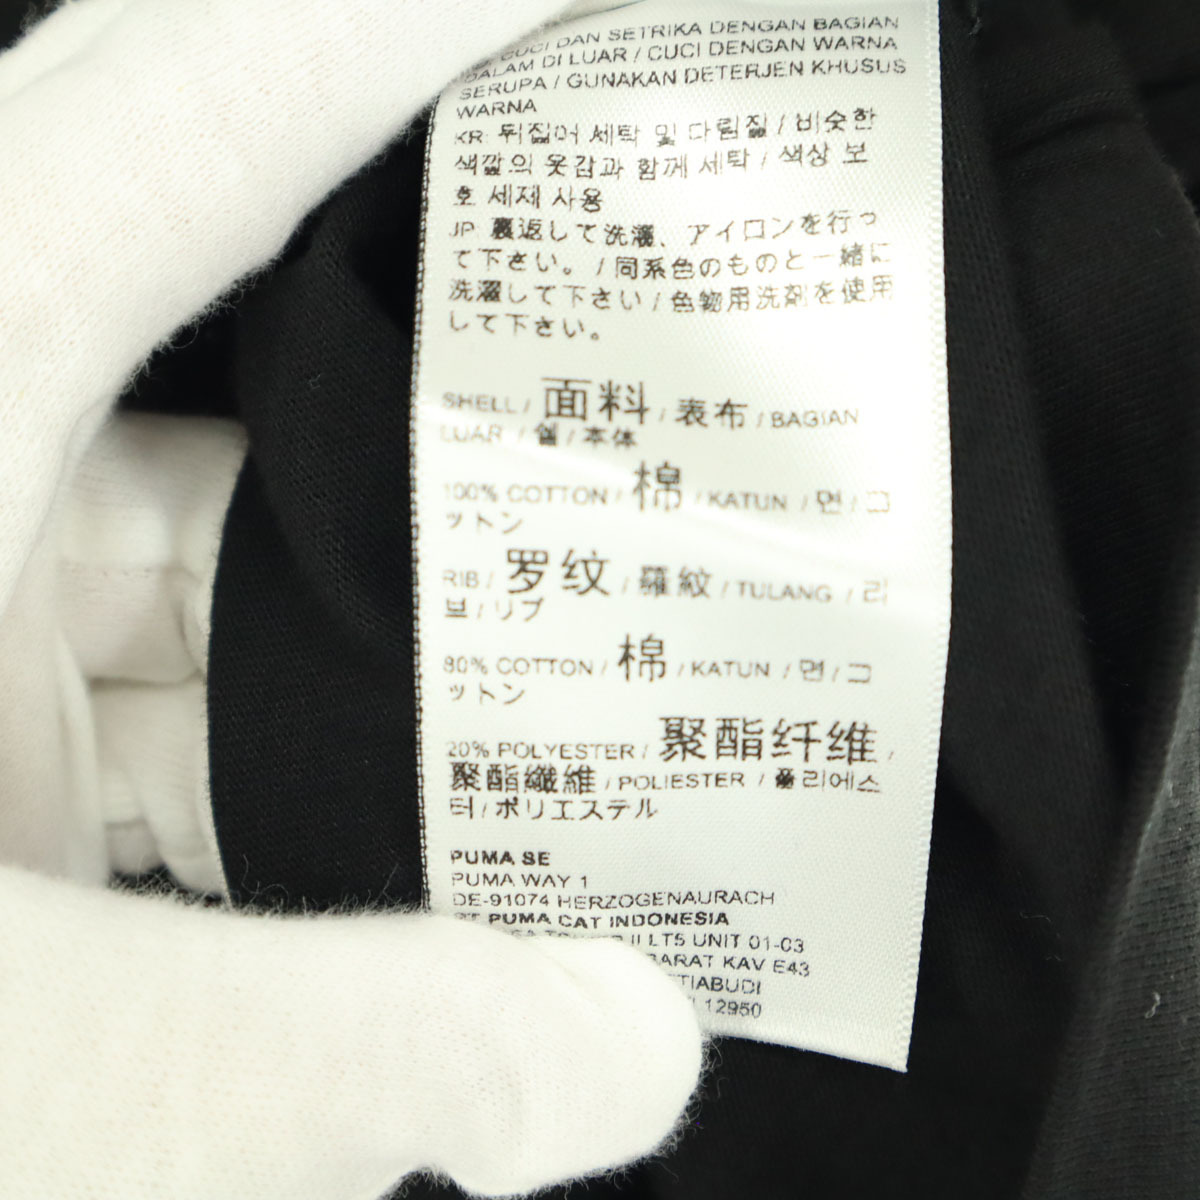 CUCI DAN SETRIKA DENGAN BAGIAN
DALAM DI LUAR / CUCI DENGAN WARNA
SERUPA / GUNAKAN DETERJEN KHUSUS
WARNA
KR: 뒤집어 세탁 및 다림질 / 비슷한
색깔의 옷감과 함께 세탁 / 색상 보
호 세제 사용
JP: 裏返して洗濯、アイロンを行っ
て下さい。/ 同系色のものと一緒に
洗濯して下さい / 色物用洗剤を使用
して下さい。
SHELL / 面料 / 表布 / BAGIAN
LUAR / 쉘 / 本体
100% COTTON / 棉 / KATUN / 면 / コ
ットン
RIB / 罗纹 / 羅紋 / TULANG / 리
브 / リブ
80% COTTON / 棉 / KATUN / 면 / コ
ットン
20% POLYESTER / 聚酯纤维 /
聚酯纖維 / POLIESTER / 폴리에스
터 / ポリエステル
PUMA SE
PUMA WAY 1
DE-91074 HERZOGENAURACH
PT PUMA CAT INDONESIA
II LT5 UNIT 01-03
BARAT KAV E43
SETIABUDI
12950